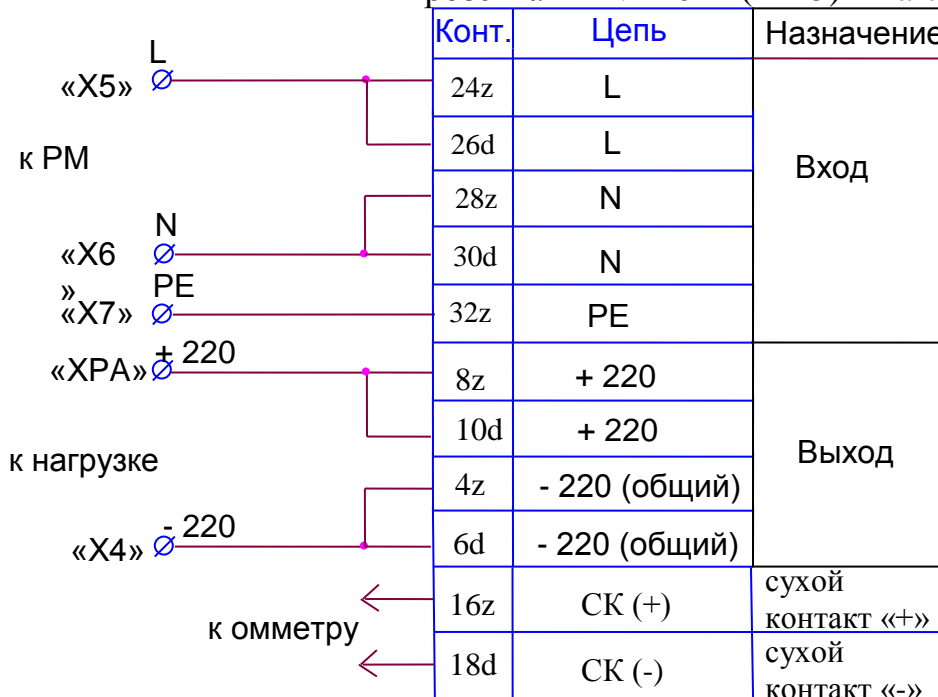 Конт. Цепь Назначение
L
«X5» 24z L
26d L
к РМ
Вход
28z N
N
«X6 30d N
»
PE
«X7» 32z PE
+ 220
«XPA» 8z + 220
10d + 220
к нагрузке
Выход
4z - 220 (общий)
- 220
«X4» 6d - 220 (общий)
16z СК (+) сухой
контакт «+»
к омметру
18d СК (-) сухой
контакт «-»